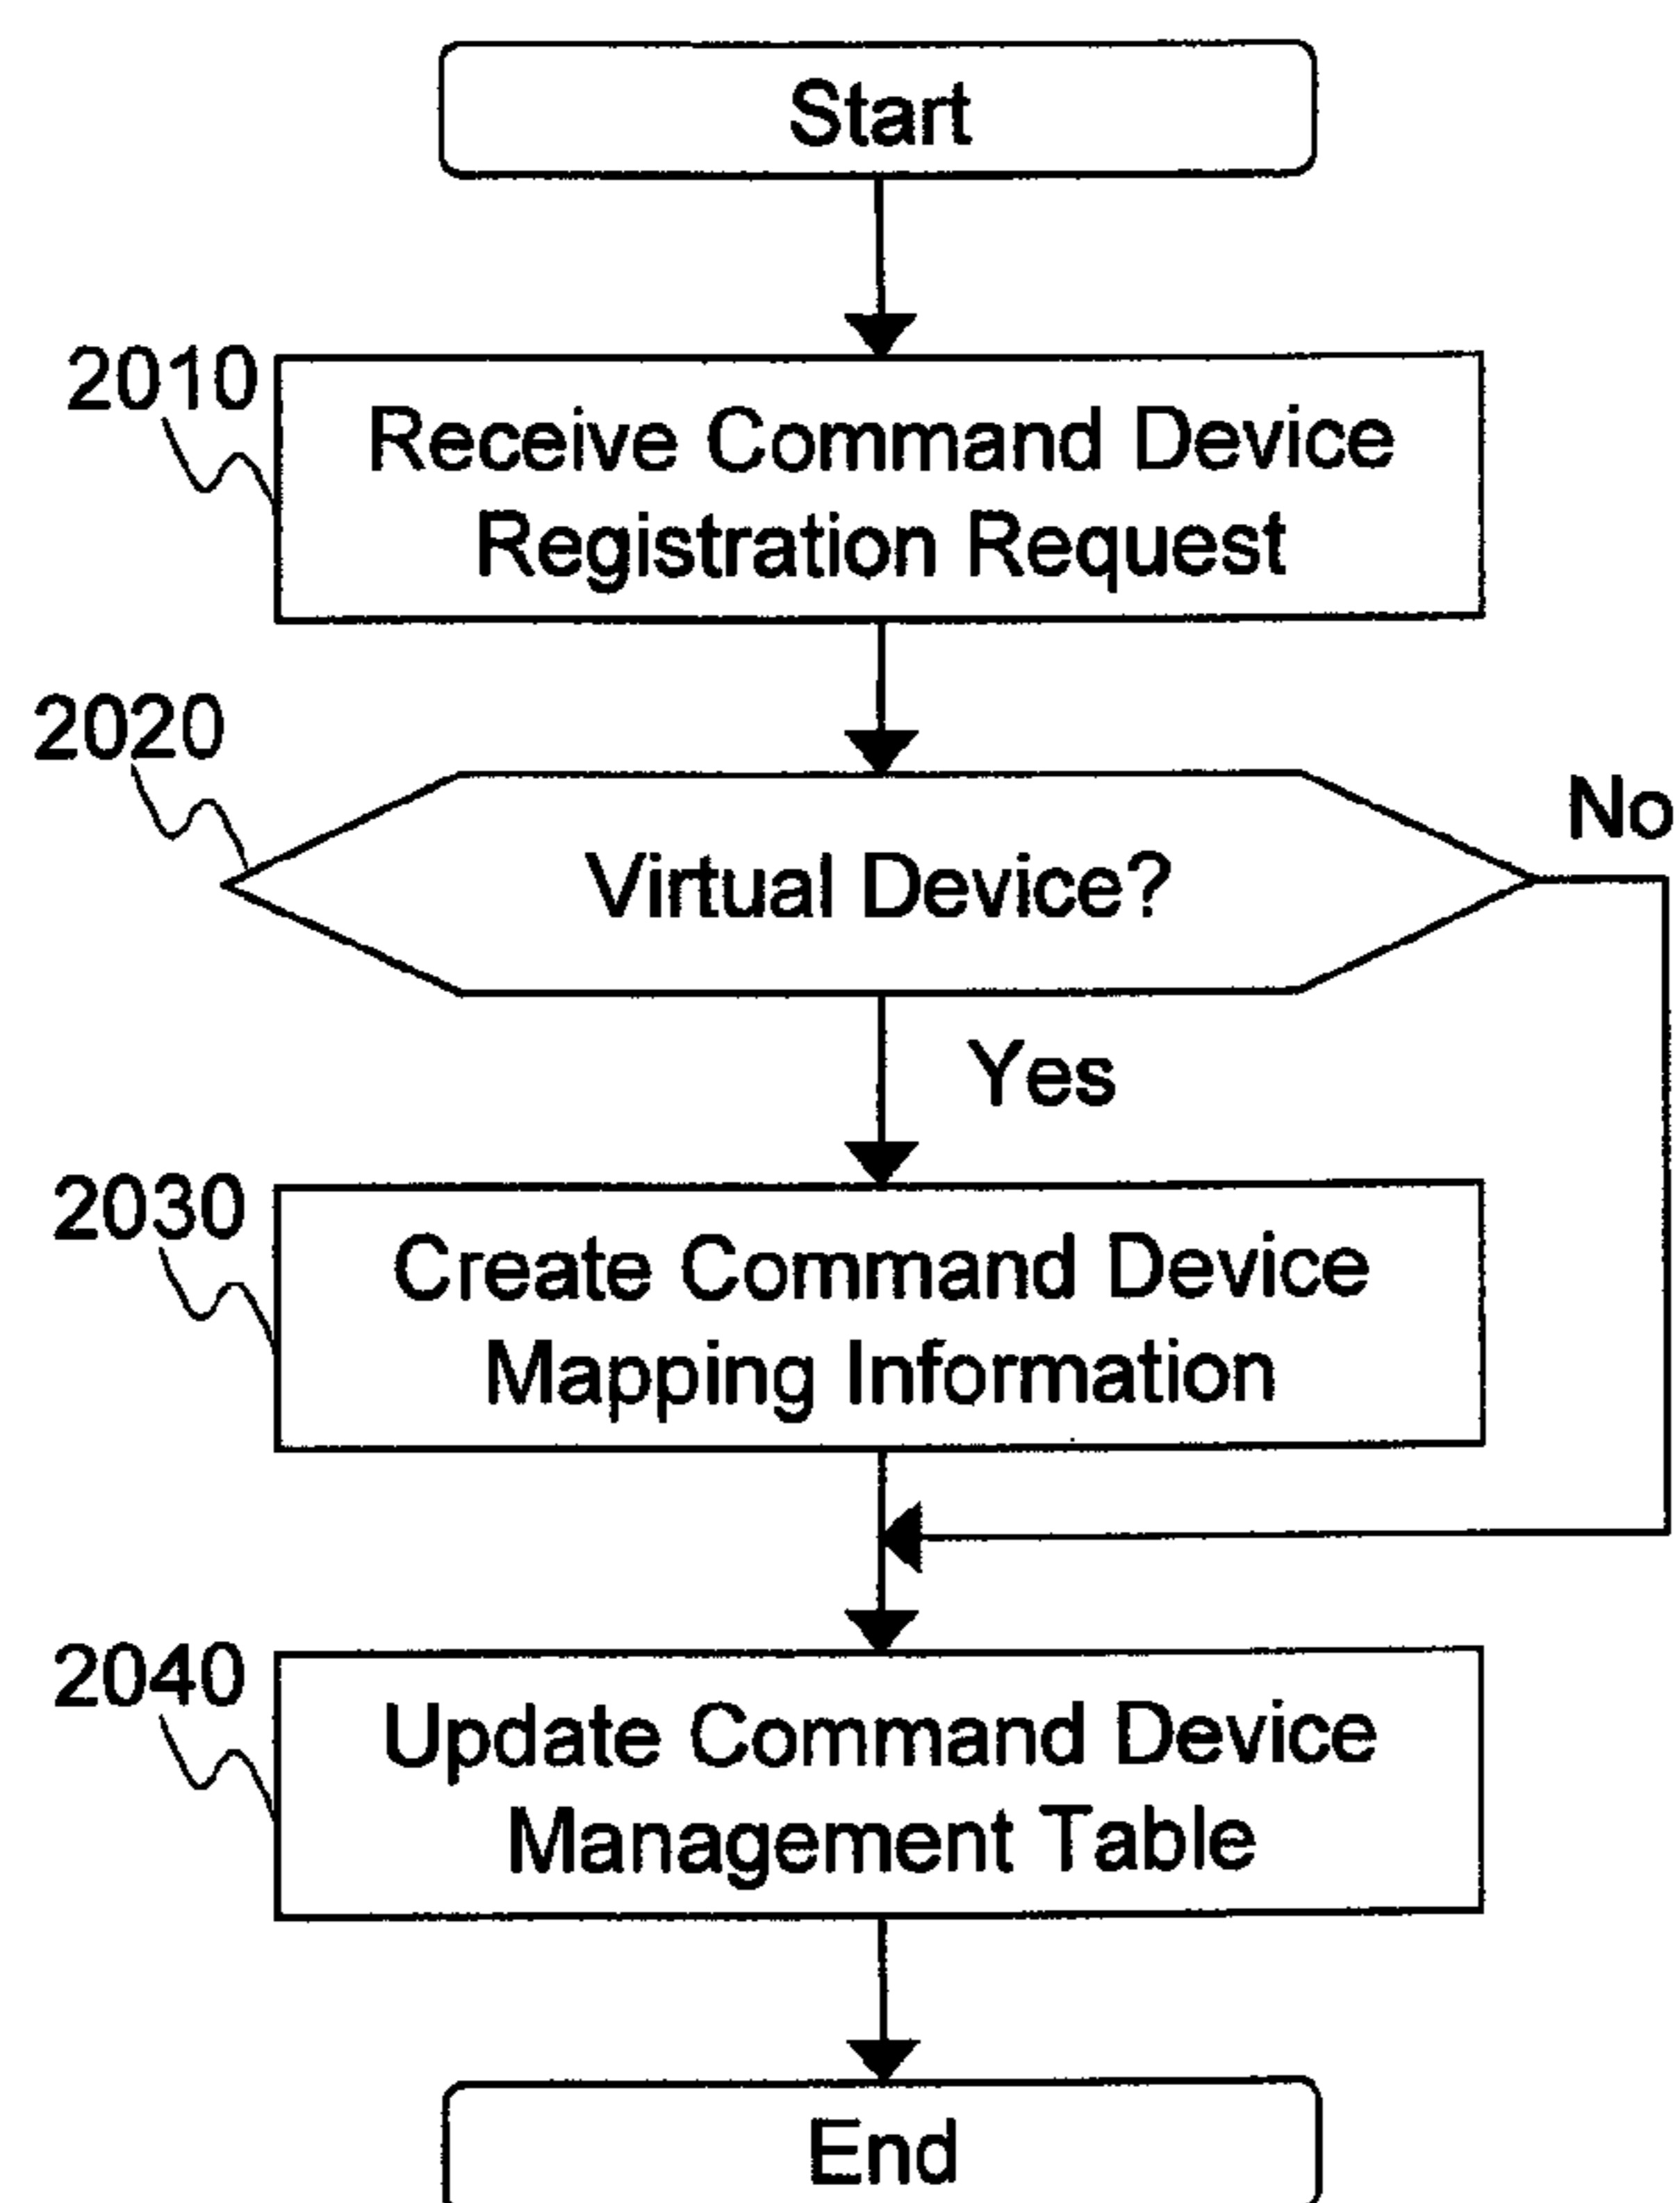 Start
2010
Receive Command Device
Registration Request
2020
Virtual Device?
No
Yes
2030
Create Command Device
Mapping Information
2040
Update Command Device
Management Table
End